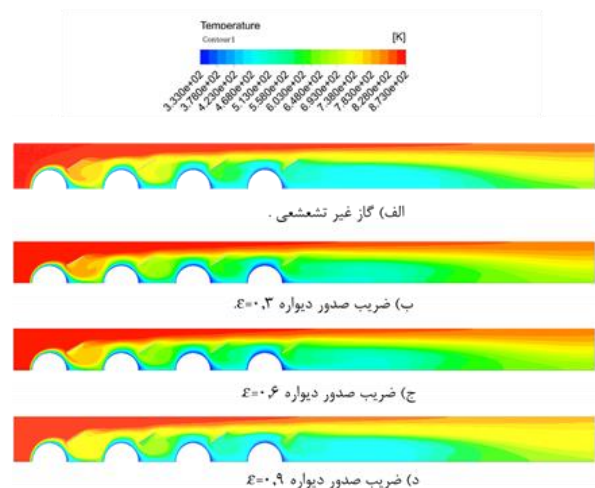 Temoerature
Contour1
[K]
3.330e+02
3.780e+02
4.230e+02
4.680e+02
5.130e+02
5.580e+02
6.030e+02
6.480e+02
6.930e+02
7.380e+02
7.830e+02
8.280e+02
8.730e+02
الف) گاز غیر تشعشعی .
ب) ضریب صدور دیواره ε=۰٫۳.
ج) ضریب صدور دیواره ε=۰٫۶
د) ضریب صدور دیواره ε=۰٫۹